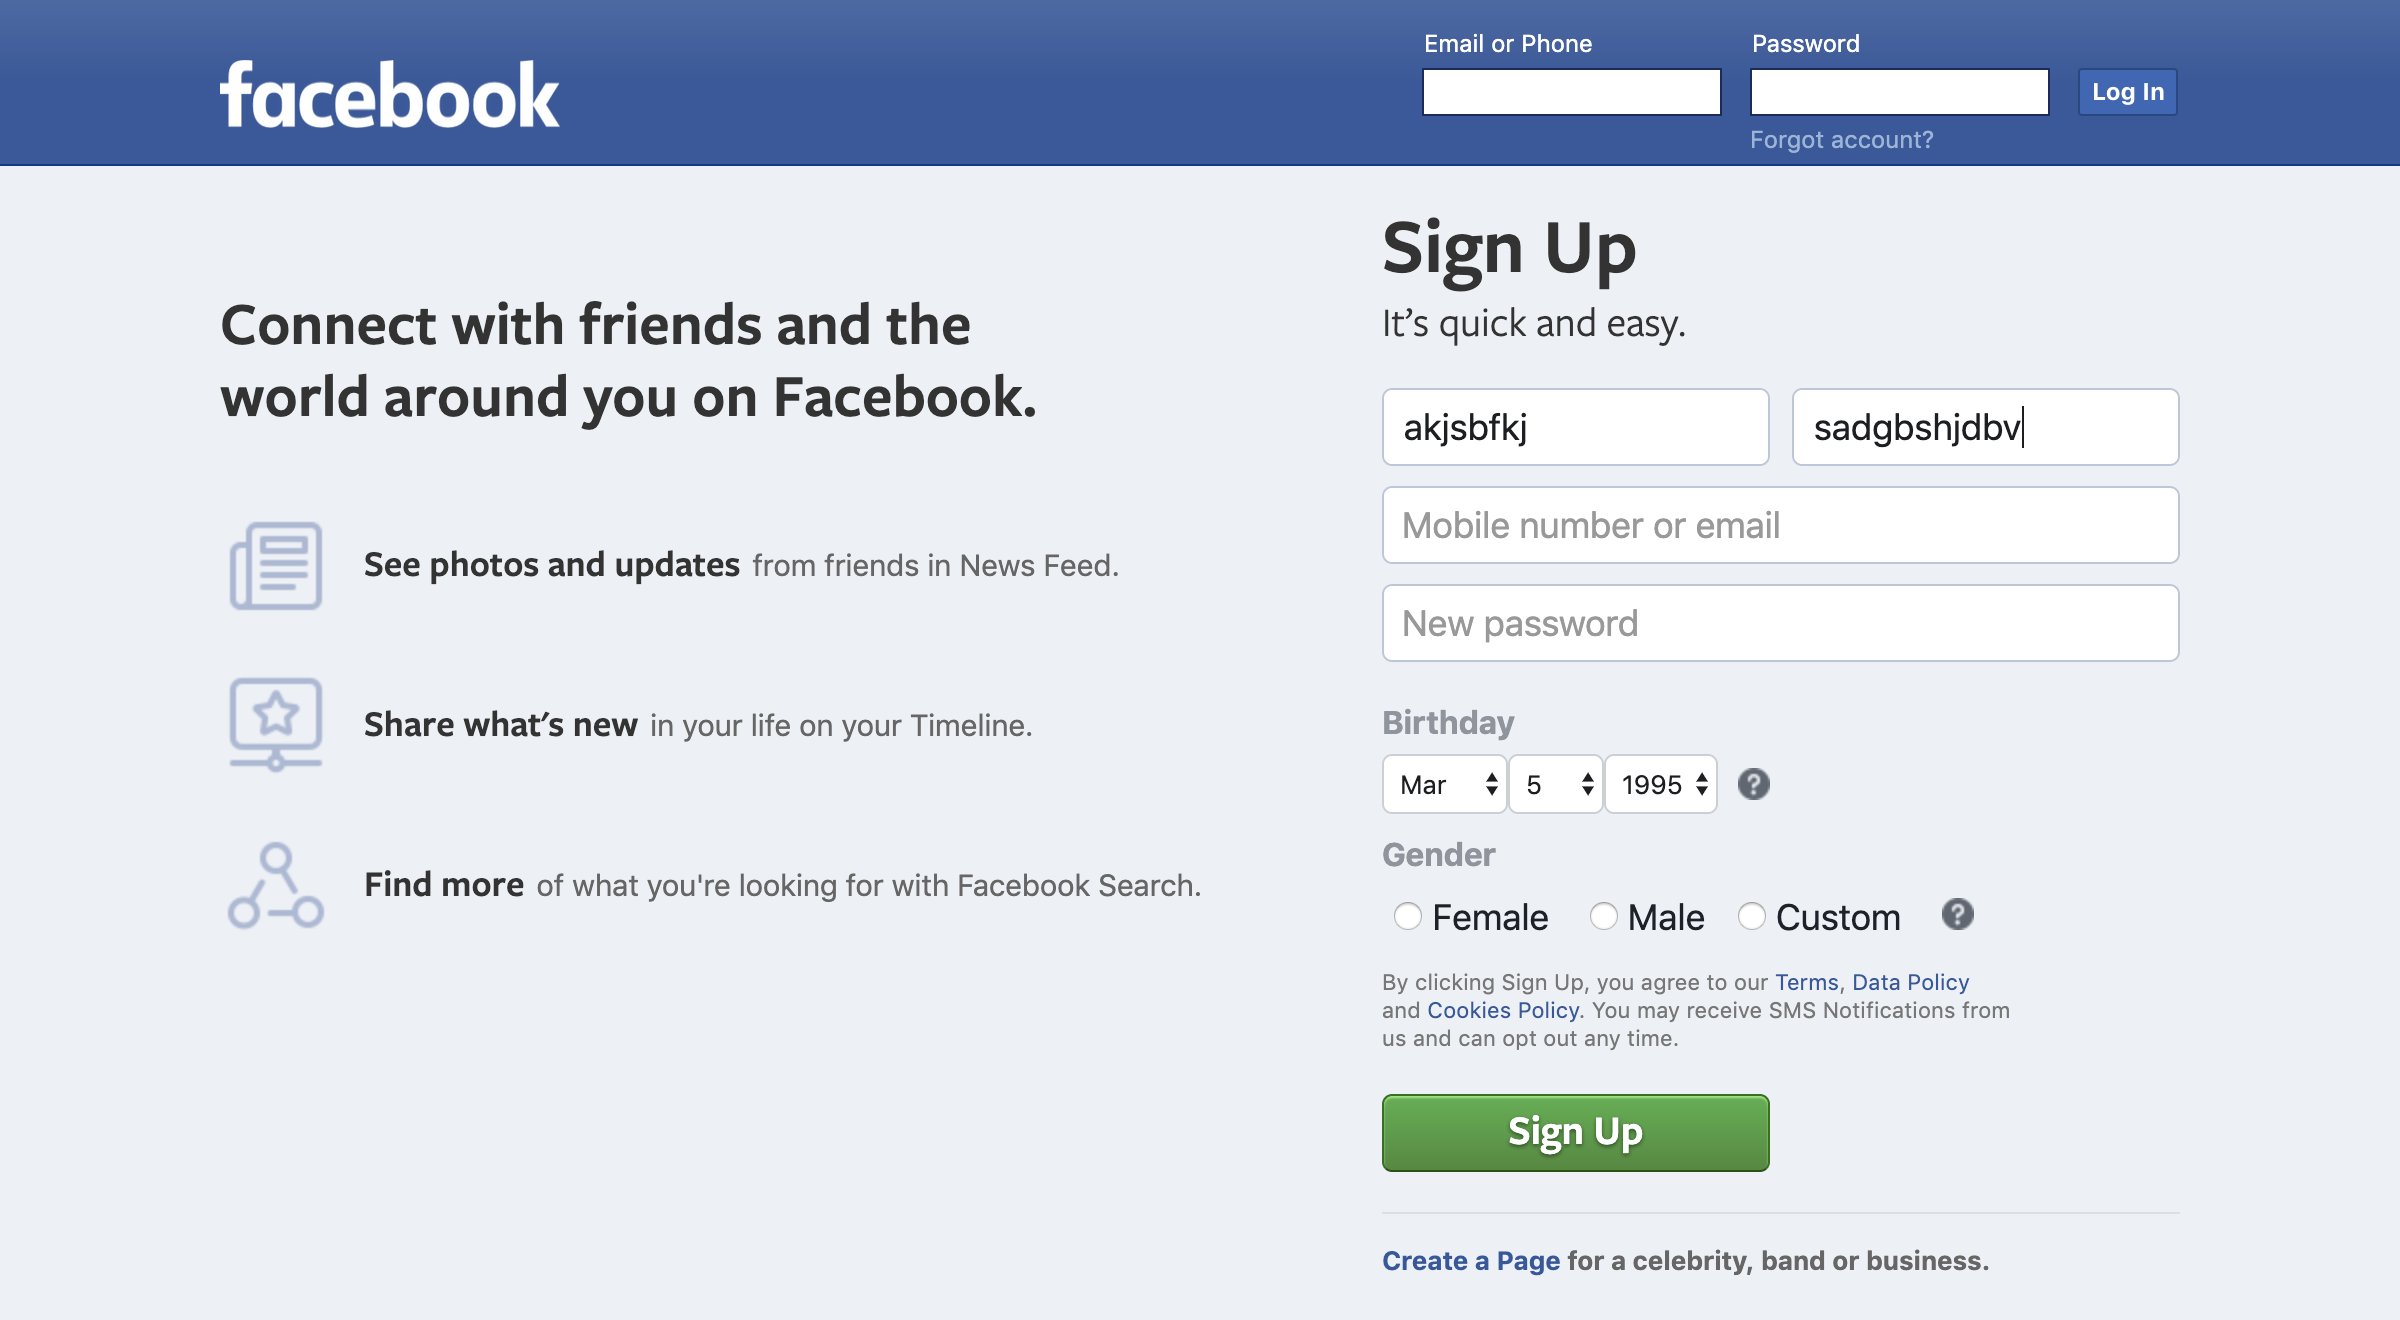 facebook
Email or Phone
Password
Log In
Forgot account?
Connect with friends and the
world around you on Facebook.
See photos and updates from friends in News Feed.
Share what's new in your life on your Timeline.
Find more of what you're looking for with Facebook Search.
Sign Up
It's quick and easy.
akjsbfkj sadgbshjdbv
Mobile number or email
New password
Birthday
Mar 5 1995 ?
Gender
Female Male Custom ?
By clicking Sign Up, you agree to our Terms, Data Policy
and Cookies Policy. You may receive SMS Notifications from
us and can opt out any time.
Sign Up
Create a Page for a celebrity, band or business.